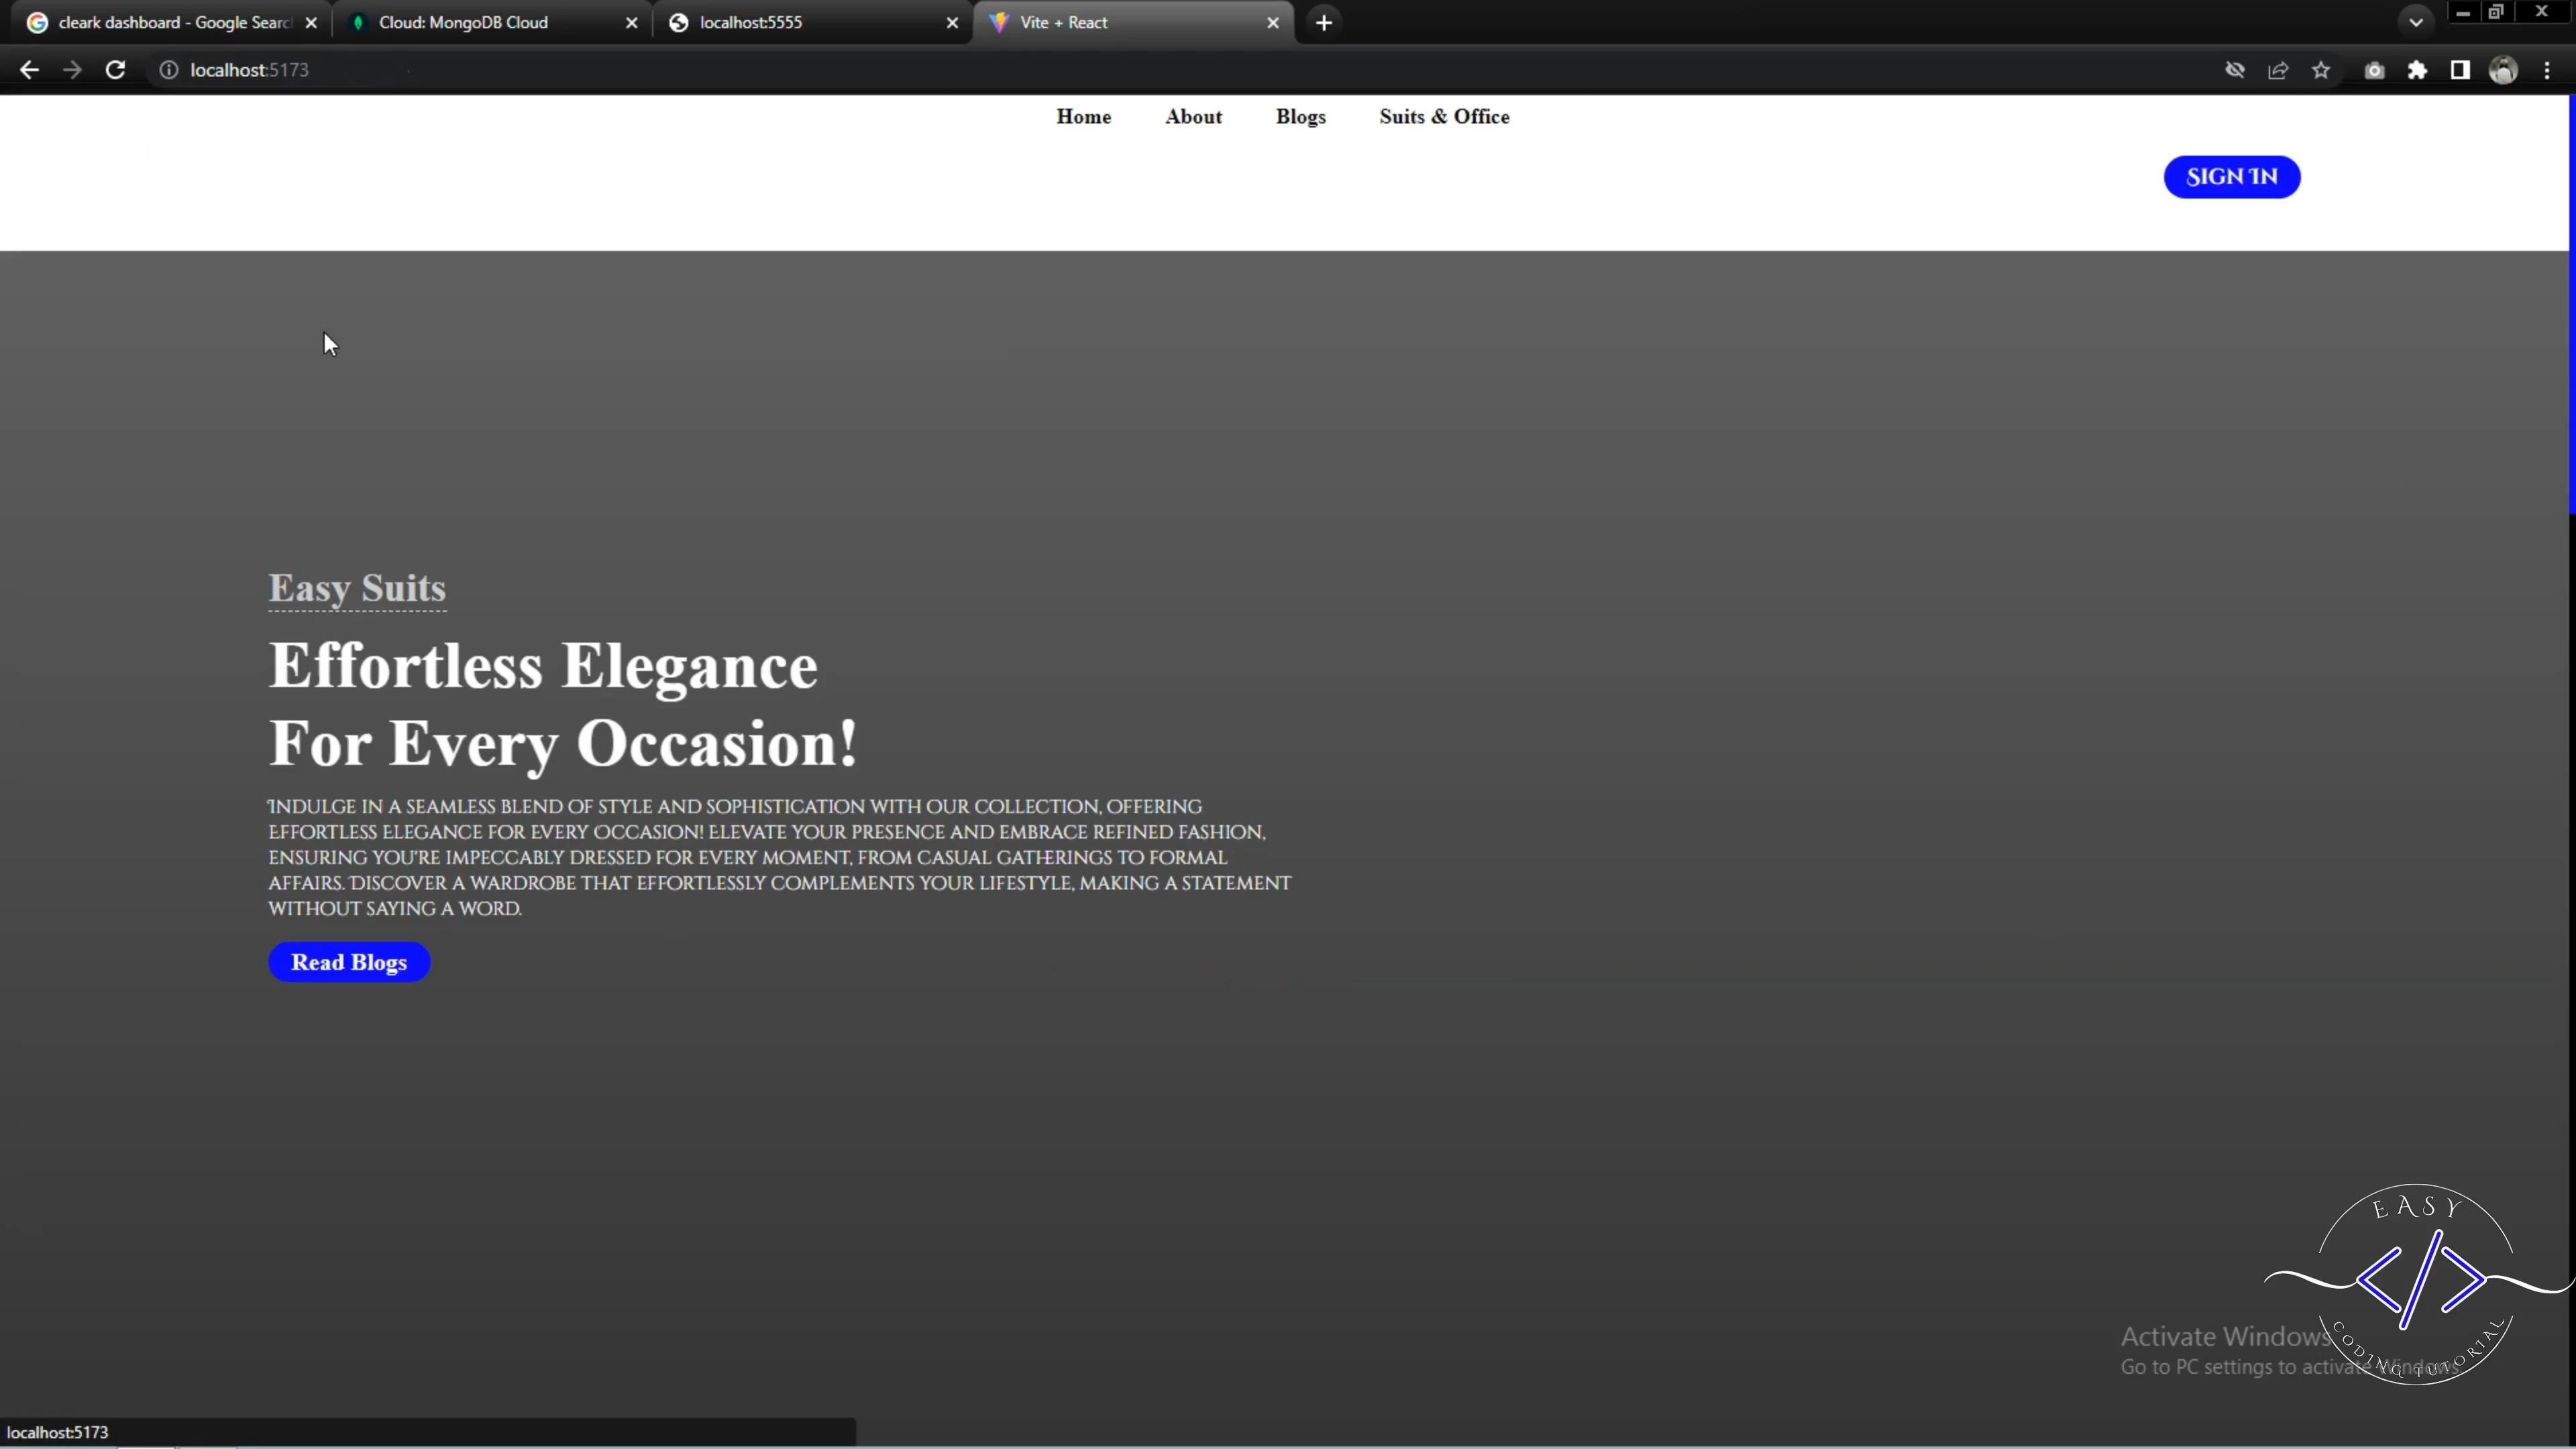 cleark dashboard - Google Searc
Cloud: MongoDB Cloud
localhost:5555
Vite + React
localhost:5173
Home About Blogs Suits & Office
SIGN IN
Easy Suits
Effortless Elegance
For Every Occasion!
INDULGE IN A SEAMLESS BLEND OF STYLE AND SOPHISTICATION WITH OUR COLLECTION, OFFERING
EFFORTLESS ELEGANCE FOR EVERY OCCASION! ELEVATE YOUR PRESENCE AND EMBRACE REFINED FASHION,
ENSURING YOU'RE IMPECCABLY DRESSED FOR EVERY MOMENT, FROM CASUAL GATHERINGS TO FORMAL
AFFAIRS. DISCOVER A WARDROBE THAT EFFORTLESSLY COMPLEMENTS YOUR LIFESTYLE, MAKING A STATEMENT
WITHOUT SAYING A WORD.
Read Blogs
EASY
</>
CODING TUTORIAL
Activate Windows
Go to PC settings to activate Windows.
localhost:5173